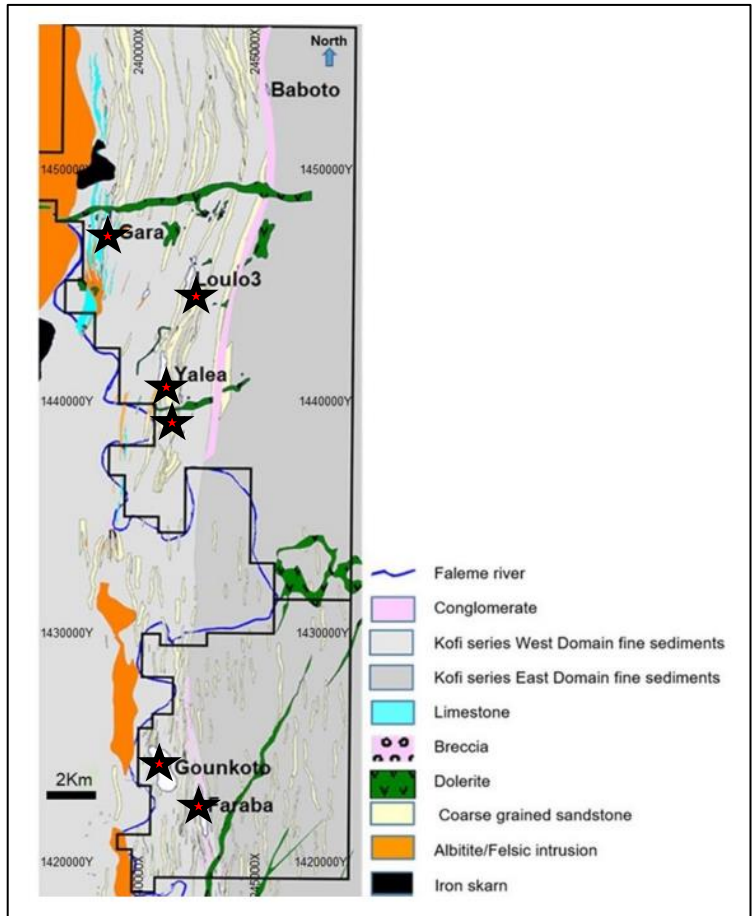 North
240000X
245000X
Baboto
1450000Y
1450000Y
Gara
Loulo3
Yalea
1440000Y
1440000Y
Faleme river
Conglomerate
1430000Y
1430000Y
Kofi series West Domain fine sediments
Kofi series East Domain fine sediments
Limestone
Breccia
Gounkoto
Dolerite
2Km
Faraba
Coarse grained sandstone
Albitite/Felsic intrusion
1420000Y
1420000Y
245000X
Iron skarn